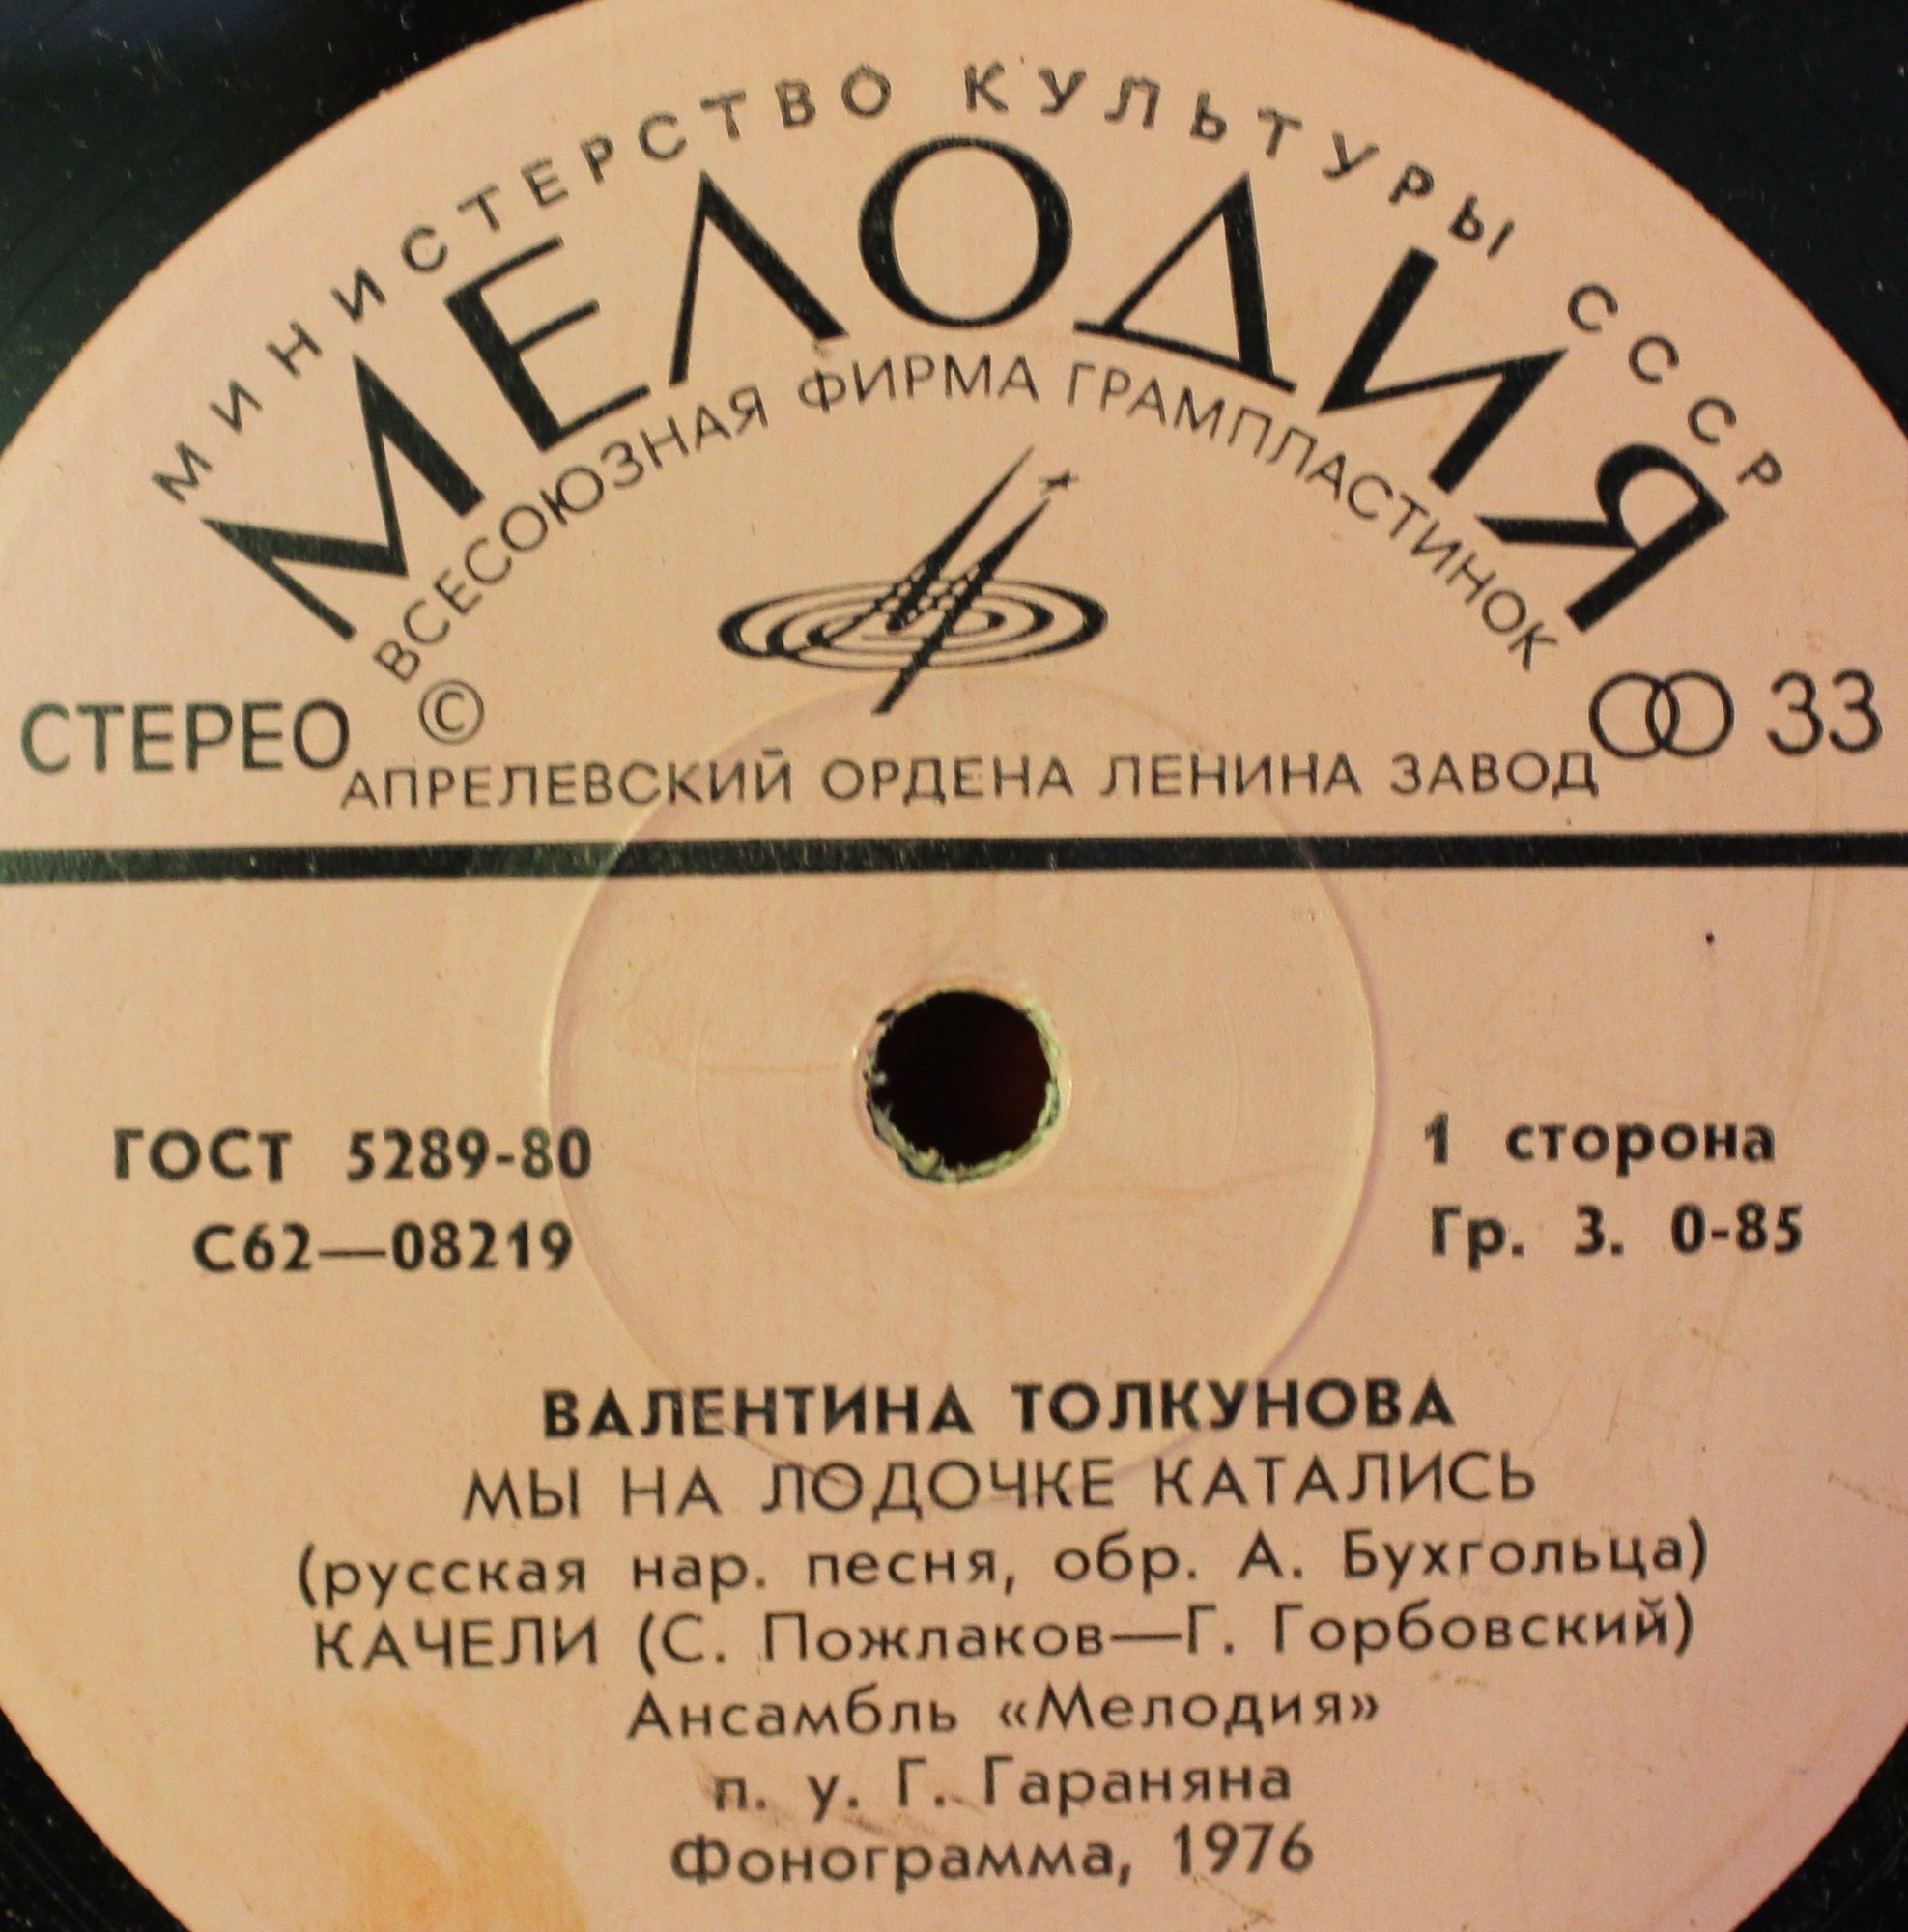 МИНИСТЕРСТВО КУЛЬТУРЫ СССР
МЕЛОДИЯ
ВСЕСОЮЗНАЯ ФИРМА ГРАМПЛАСТИНОК
СТЕРЕО © 33
АПРЕЛЕВСКИЙ ОРДЕНА ЛЕНИНА ЗАВОД
ГОСТ 5289-80 1 сторона
С62—08219 Гр. 3. 0-85
ВАЛЕНТИНА ТОЛКУНОВА
МЫ НА ЛОДОЧКЕ КАТАЛИСЬ
(русская нар. песня, обр. А. Бухгольца)
КАЧЕЛИ (С. Пожлаков—Г. Горбовский)
Ансамбль «Мелодия»
п. у. Г. Гараняна
Фонограмма, 1976